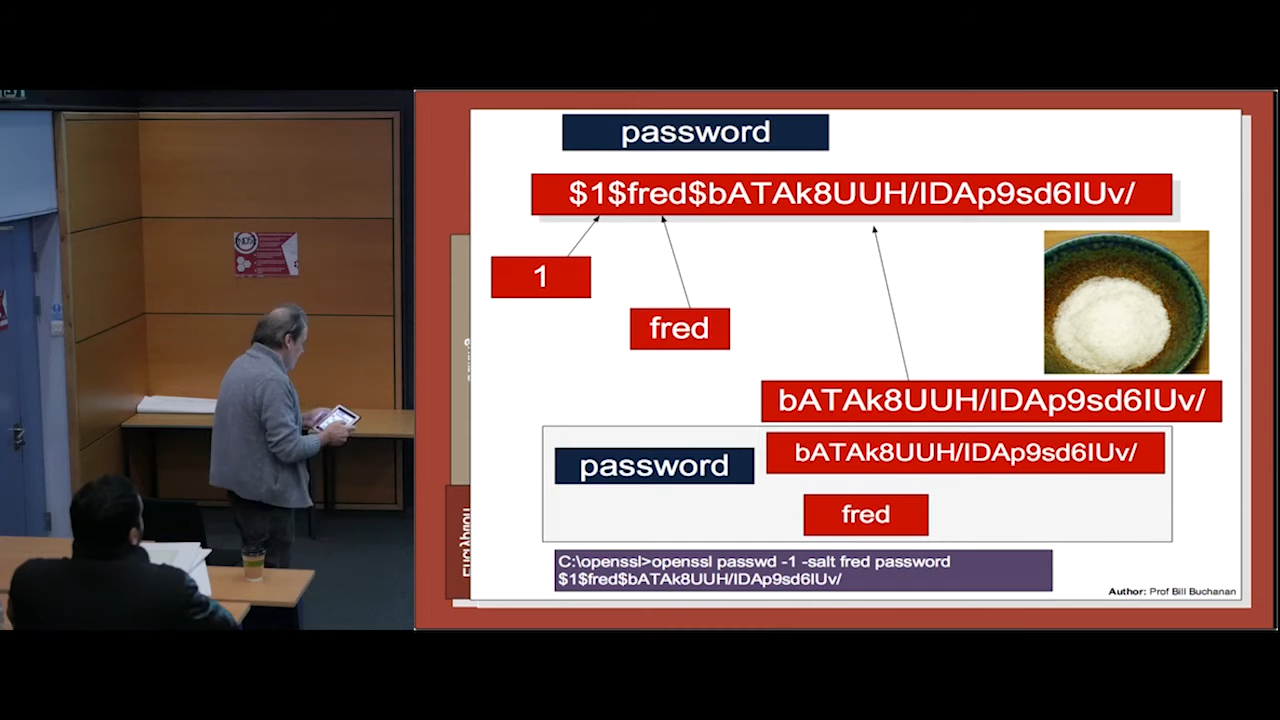 password
$1$fred$bATAk8UUH/IDAp9sd6IUv/
1
fred
bATAk8UUH/IDAp9sd6IUv/
password
bATAk8UUH/IDAp9sd6IUv/
fred
C:\openssl>openssl passwd -1 -salt fred password
$1$fred$bATAk8UUH/IDAp9sd6IUv/
Author: Prof Bill Buchanan